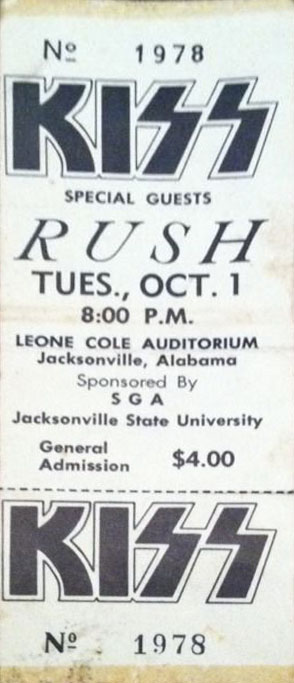 Nº 1978
KISS
SPECIAL GUESTS
RUSH
TUES., OCT. 1
8:00 P.M.
LEONE COLE AUDITORIUM
Jacksonville, Alabama
Sponsored By
S G A
Jacksonville State University
General
Admission $4.00
KISS
Nº 1978